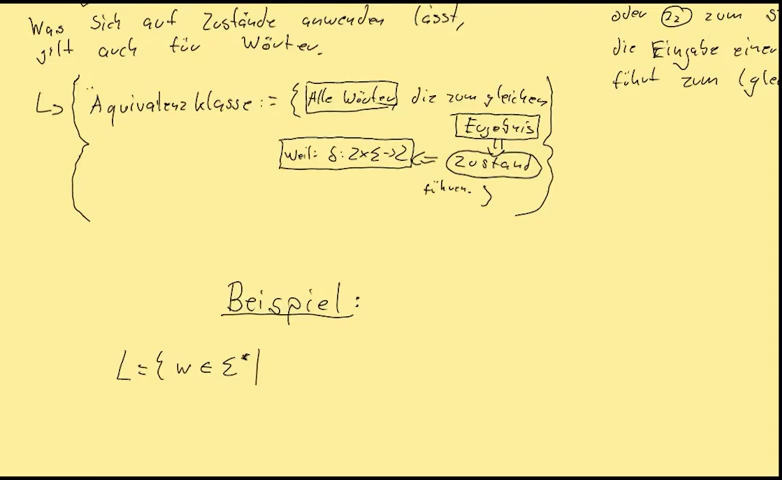 Was sich auf Zustände anwenden lässt,
gilt auch für Wörter.
oder z₂ zum
die Eingabe einer
führt zum
↳ { Äquivalenzklasse := { Alle Wörter, die zum gleichen
Ergebnis
Weil: δ: Z×Σ→Z <= Zustand
führen. }
Beispiel:
L = { w ∈ Σ* |